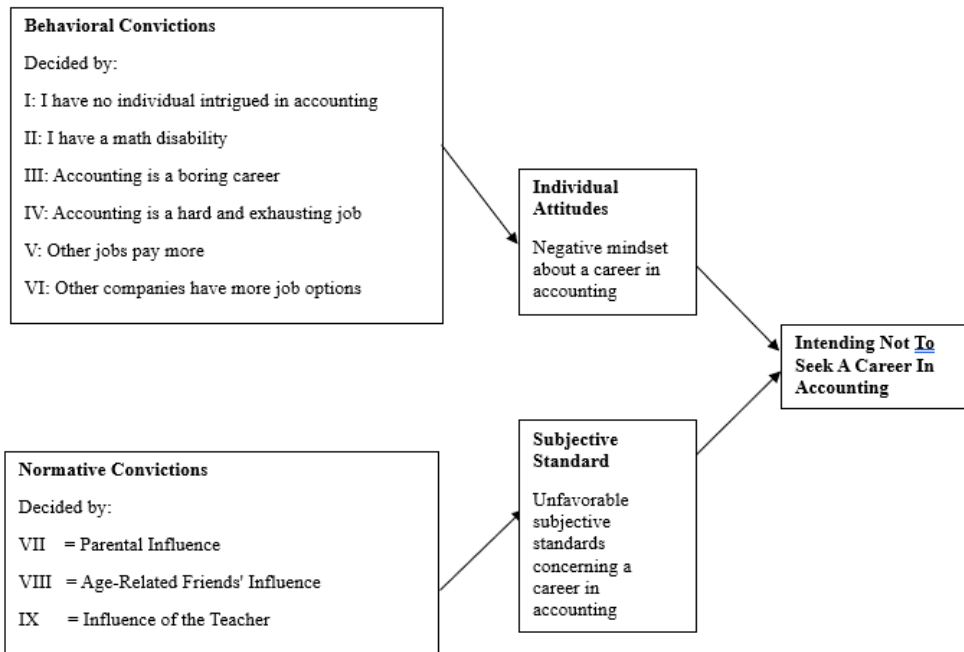 Behavioral Convictions
Decided by:
I: I have no individual intrigued in accounting
II: I have a math disability
III: Accounting is a boring career
IV: Accounting is a hard and exhausting job
V: Other jobs pay more
VI: Other companies have more job options
Individual
Attitudes
Negative mindset
about a career in
accounting
Intending Not To
Seek A Career In
Accounting
Normative Convictions
Decided by:
VII = Parental Influence
VIII = Age-Related Friends' Influence
IX = Influence of the Teacher
Subjective
Standard
Unfavorable
subjective
standards
concerning a
career in
accounting